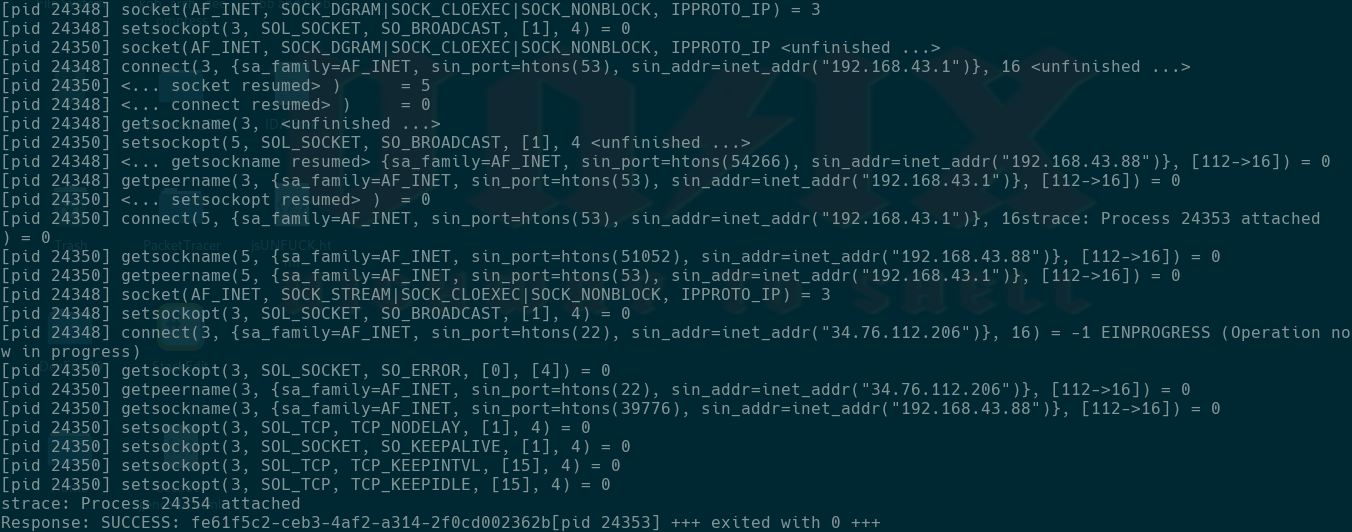 [pid 24348] socket(AF_INET, SOCK_DGRAM|SOCK_CLOEXEC|SOCK_NONBLOCK, IPPROTO_IP) = 3
[pid 24348] setsockopt(3, SOL_SOCKET, SO_BROADCAST, [1], 4) = 0
[pid 24350] socket(AF_INET, SOCK_DGRAM|SOCK_CLOEXEC|SOCK_NONBLOCK, IPPROTO_IP <unfinished ...>
[pid 24348] connect(3, {sa_family=AF_INET, sin_port=htons(53), sin_addr=inet_addr("192.168.43.1")}, 16 <unfinished ...>
[pid 24350] <... socket resumed> )      = 5
[pid 24348] <... connect resumed> )     = 0
[pid 24348] getsockname(3,  <unfinished ...>
[pid 24350] setsockopt(5, SOL_SOCKET, SO_BROADCAST, [1], 4 <unfinished ...>
[pid 24348] <... getsockname resumed> {sa_family=AF_INET, sin_port=htons(54266), sin_addr=inet_addr("192.168.43.88")}, [112->16]) = 0
[pid 24348] getpeername(3, {sa_family=AF_INET, sin_port=htons(53), sin_addr=inet_addr("192.168.43.1")}, [112->16]) = 0
[pid 24350] <... setsockopt resumed> )  = 0
[pid 24350] connect(5, {sa_family=AF_INET, sin_port=htons(53), sin_addr=inet_addr("192.168.43.1")}, 16strace: Process 24353 attached
) = 0
Trash PacketTracer jsUNFUCK.ht
[pid 24350] getsockname(5, {sa_family=AF_INET, sin_port=htons(51052), sin_addr=inet_addr("192.168.43.88")}, [112->16]) = 0
[pid 24350] getpeername(5, {sa_family=AF_INET, sin_port=htons(53), sin_addr=inet_addr("192.168.43.1")}, [112->16]) = 0
[pid 24348] socket(AF_INET, SOCK_STREAM|SOCK_CLOEXEC|SOCK_NONBLOCK, IPPROTO_IP) = 3
[pid 24348] setsockopt(3, SOL_SOCKET, SO_BROADCAST, [1], 4) = 0
[pid 24348] connect(3, {sa_family=AF_INET, sin_port=htons(22), sin_addr=inet_addr("34.76.112.206")}, 16) = -1 EINPROGRESS (Operation no
w in progress)
[pid 24350] getsockopt(3, SOL_SOCKET, SO_ERROR, [0], [4]) = 0
[pid 24350] getpeername(3, {sa_family=AF_INET, sin_port=htons(22), sin_addr=inet_addr("34.76.112.206")}, [112->16]) = 0
[pid 24350] getsockname(3, {sa_family=AF_INET, sin_port=htons(39776), sin_addr=inet_addr("192.168.43.88")}, [112->16]) = 0
[pid 24350] setsockopt(3, SOL_TCP, TCP_NODELAY, [1], 4) = 0
[pid 24350] setsockopt(3, SOL_SOCKET, SO_KEEPALIVE, [1], 4) = 0
[pid 24350] setsockopt(3, SOL_TCP, TCP_KEEPINTVL, [15], 4) = 0
[pid 24350] setsockopt(3, SOL_TCP, TCP_KEEPIDLE, [15], 4) = 0
strace: Process 24354 attached
Response: SUCCESS: fe61f5c2-ceb3-4af2-a314-2f0cd002362b[pid 24353] +++ exited with 0 +++